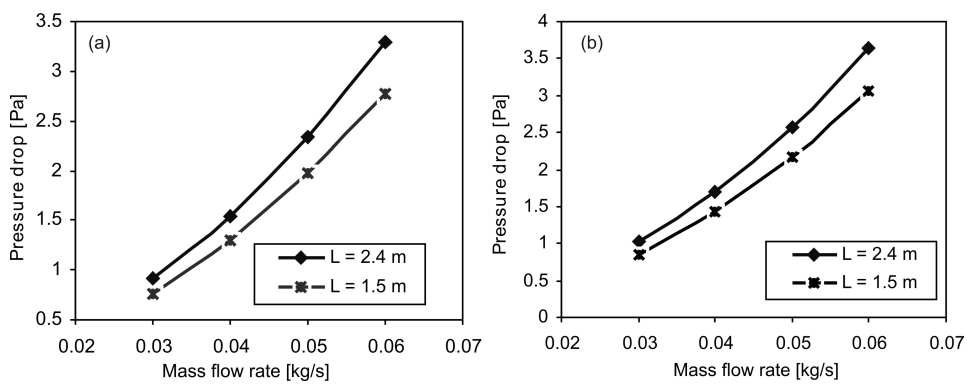 (a)
Pressure drop [Pa]
3.5
3
2.5
2
1.5
1
0.5
0.02 0.03 0.04 0.05 0.06 0.07
Mass flow rate [kg/s]
L = 2.4 m
L = 1.5 m
(b)
Pressure drop [Pa]
4
3.5
3
2.5
2
1.5
1
0.5
0
0.02 0.03 0.04 0.05 0.06 0.07
Mass flow rate [kg/s]
L = 2.4 m
L = 1.5 m